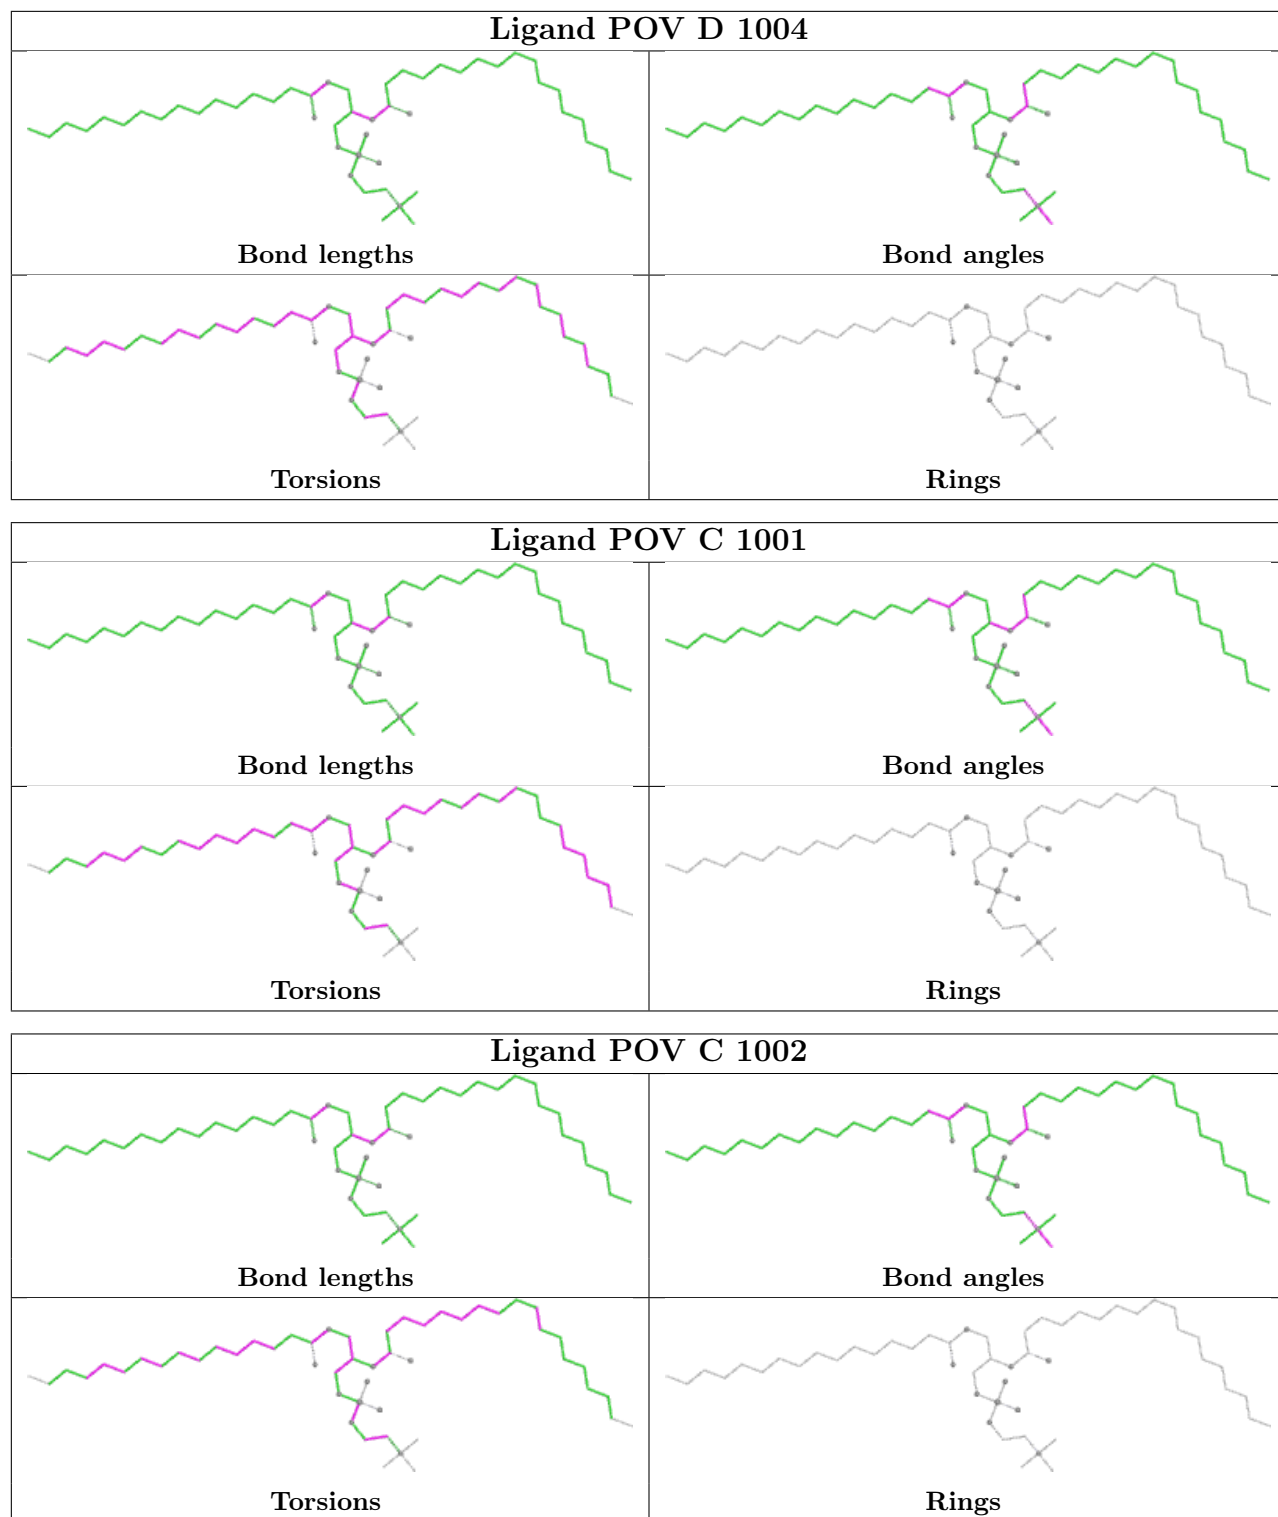 Ligand POV D 1004
Bond lengths
Bond angles
Torsions
Rings
Ligand POV C 1001
Bond lengths
Bond angles
Torsions
Rings
Ligand POV C 1002
Bond lengths
Bond angles
Torsions
Rings